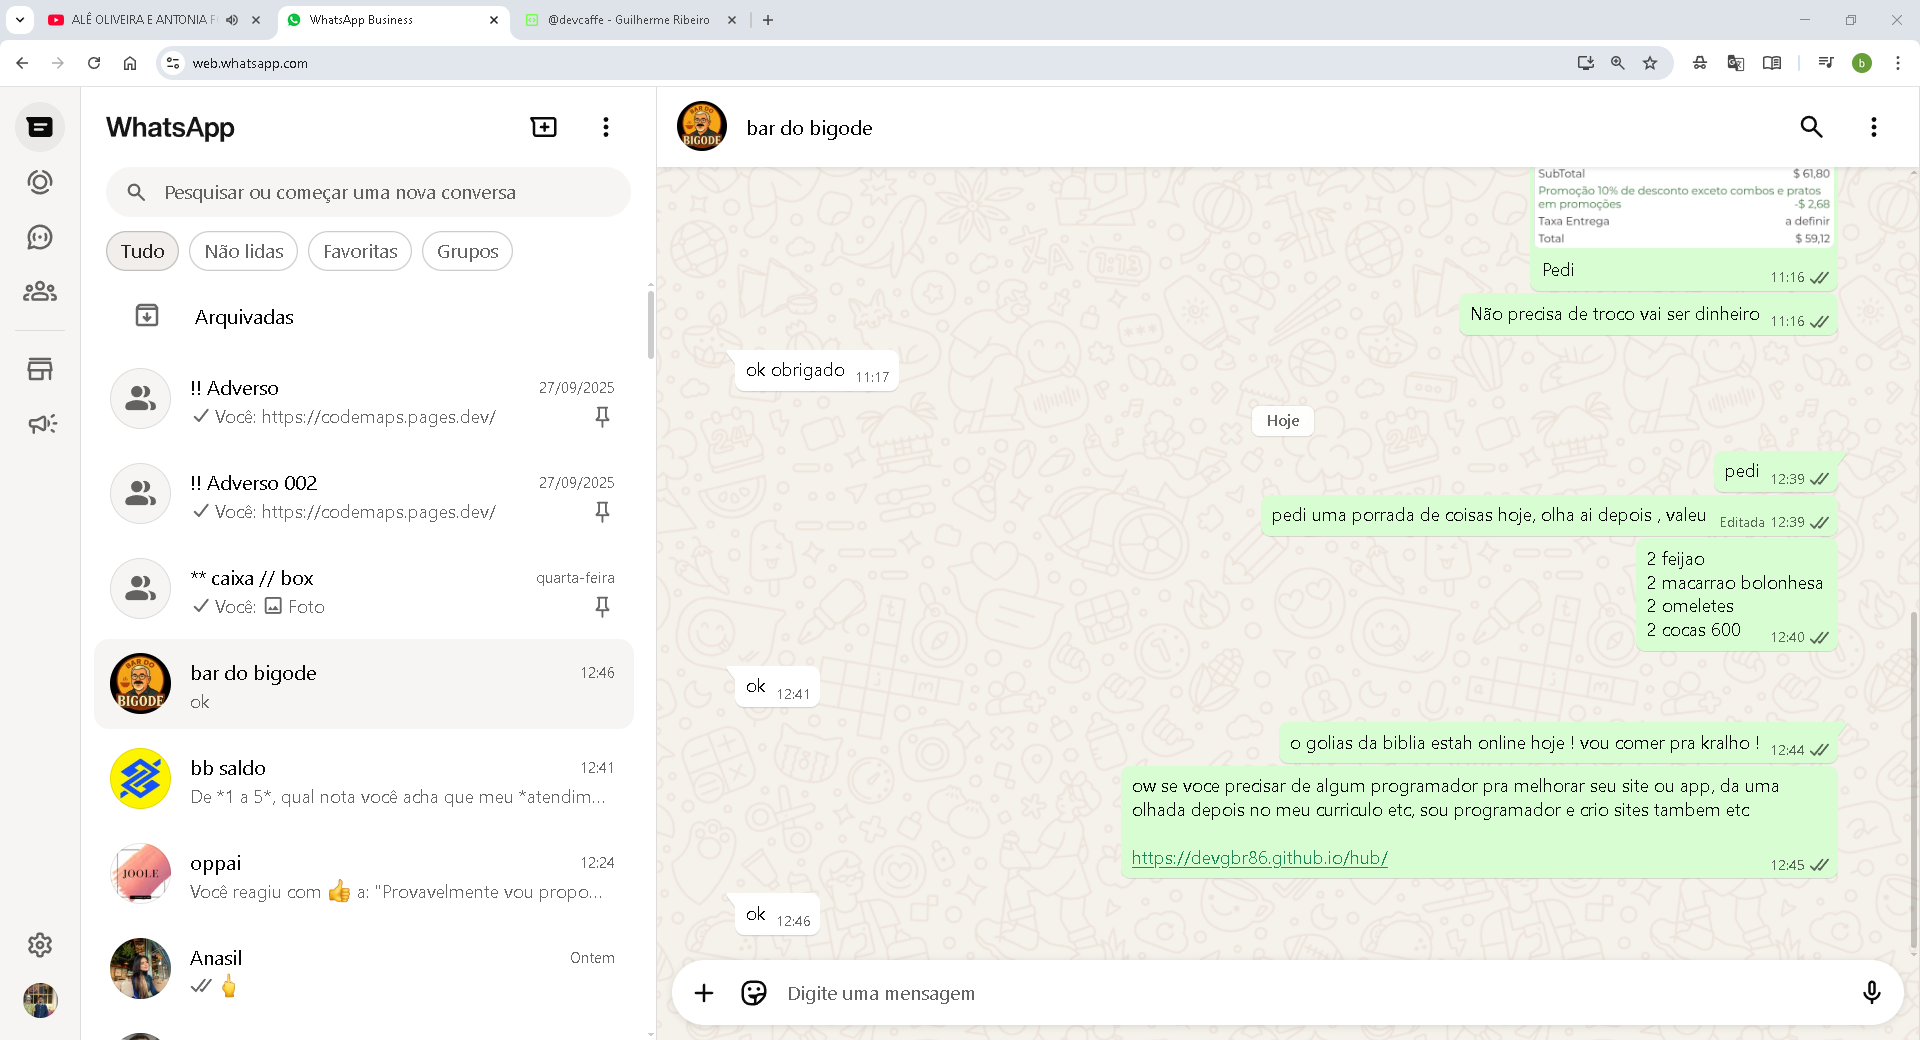 ALÊ OLIVEIRA E ANTONIA F
WhatsApp Business
@devcaffe - Guilherme Ribeiro
web.whatsapp.com
b
WhatsApp
Pesquisar ou começar uma nova conversa
Tudo
Não lidas
Favoritas
Grupos
Arquivadas
!! Adverso
27/09/2025
Você: https://codemaps.pages.dev/
!! Adverso 002
27/09/2025
Você: https://codemaps.pages.dev/
** caixa // box
quarta-feira
Você: Foto
BAR DO
BIGODE
bar do bigode
12:46
ok
bb saldo
12:41
De *1 a 5*, qual nota você acha que meu *atendim...
JOOLE
oppai
12:24
Você reagiu com 👍 a: "Provavelmente vou propo...
Anasil
Ontem
🖕
BAR DO
BIGODE
bar do bigode
SubTotal $ 61,80
Promoção 10% de desconto exceto combos e pratos
em promoções -$ 2,68
Taxa Entrega a definir
Total $ 59,12
Pedi 11:16
Não precisa de troco vai ser dinheiro 11:16
ok obrigado 11:17
Hoje
pedi 12:39
pedi uma porrada de coisas hoje, olha ai depois , valeu Editada 12:39
2 feijao
2 macarrao bolonhesa
2 omeletes
2 cocas 600 12:40
ok 12:41
o golias da biblia estah online hoje ! vou comer pra kralho ! 12:44
ow se voce precisar de algum programador pra melhorar seu site ou app, da uma
olhada depois no meu curriculo etc, sou programador e crio sites tambem etc
https://devgbr86.github.io/hub/
12:45
ok 12:46
Digite uma mensagem